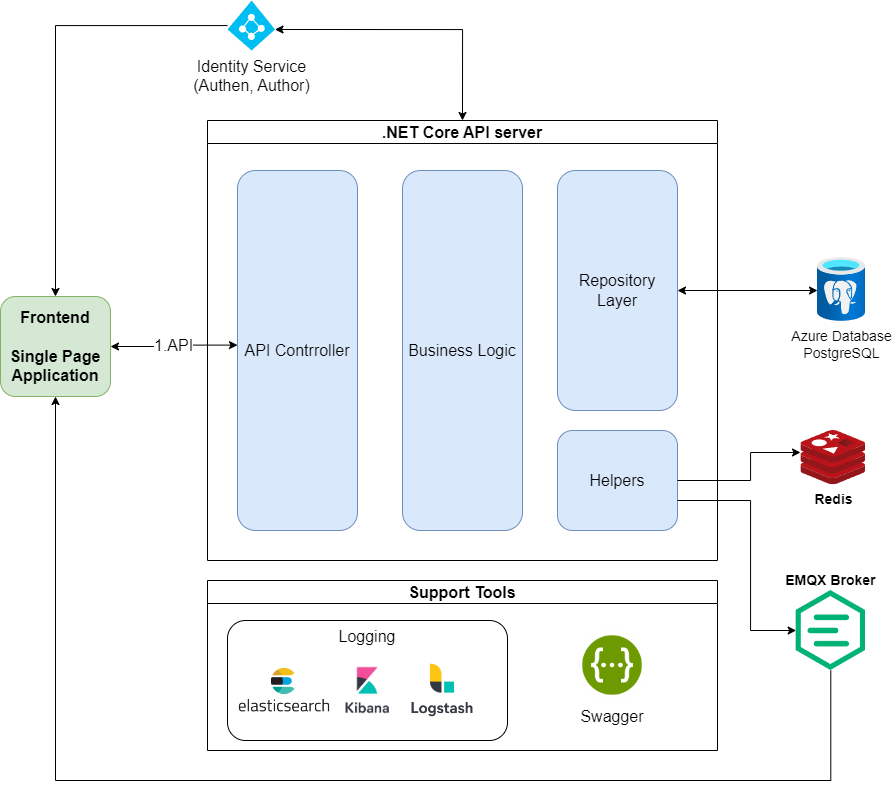 Identity Service
(Authen, Author)
.NET Core API server
Frontend
Single Page
Application
1.API
API Contrroller
Business Logic
Repository
Layer
Helpers
Azure Database
PostgreSQL
Redis
EMQX Broker
Support Tools
Logging
elasticsearch
Kibana
Logstash
Swagger